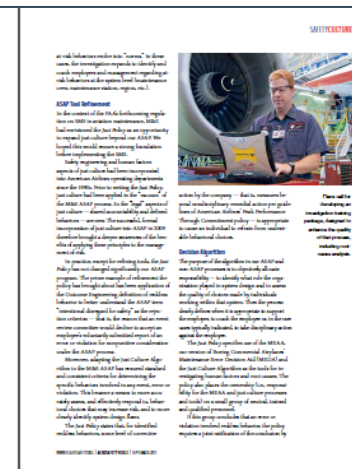 SAFETYCULTURE
at-risk behaviors evolve into "norms." In those
cases, the investigation expands to identify and
coach employees and management regarding at-
risk behaviors at the system level (maintenance
crew, maintenance station, region, etc.).
ASAP Tool Refinement
In the context of the FAA's forthcoming regula-
tion on SMS in aviation maintenance, M&E
had envisioned the Just Policy as an opportunity
to expand just culture beyond our ASAP. We
hoped this would ensure a strong foundation
before implementing the SMS.
Safety engineering and human factors
aspects of just culture had been incorporated
into American Airlines operating departments
since the 1990s. Prior to writing the Just Policy,
just culture had been applied in the "vacuum" of
the M&E ASAP process. In the "legal" aspects of
just culture — shared accountability and defined
behaviors — are new. The successful, formal
incorporation of just culture into ASAP in 2009
therefore brought a deeper awareness of the ben-
efits of applying these principles to the manage-
ment of risk.
In practice, except for refining tools, the Just
Policy has not changed significantly our ASAP
program. The prime example of refinement the
policy has brought about has been application of
the Outcome Engineering definition of reckless
behavior to better understand the ASAP term
"intentional disregard for safety" as the rejec-
tion criterion — that is, the reason that an event
review committee would decline to accept an
employee's voluntarily submitted report of an
error or violation for nonpunitive consideration
under the ASAP process.
Moreover, adapting the Just Culture Algo-
rithm to the M&E ASAP has ensured standard
and consistent criteria for determining the
specific behaviors involved in any event, error or
violation. This became a means to more accu-
rately assess, and effectively respond to, behav-
ioral choices that may increase risk, and to more
clearly identify system design flaws.
The Just Policy states that, for identified
reckless behaviors, some level of corrective
action by the company — that is, measures be-
yond nondisciplinary remedial action per guide-
lines of American Airlines' Peak Performance
Through Commitment policy — is appropriate
to cause an individual to refrain from undesir-
able behavioral choices.
Decision Algorithm
The purpose of the algorithm in our ASAP and
non-ASAP processes is to objectively allocate
responsibility — to identify what role the orga-
nization played in system design and to assess
the quality of choices made by individuals
working within that system. Then the process
clearly defines when it is appropriate to support
the employee, to coach the employee or, in the rare
cases typically indicated, to take disciplinary action
against the employee.
The Just Policy specifies use of the MEAA,
our version of Boeing Commercial Airplanes'
Maintenance Error Decision Aid (MEDA) and
the Just Culture Algorithm as the tools for in-
vestigating human factors and root causes. The
policy also places the ownership (i.e., responsi-
bility for the MEAA and just culture processes
and tools) on a small group of neutral, trained
and qualified personnel.
If this group concludes that an error or
violation involved reckless behavior, the policy
requires a joint ratification of the conclusion by
Plans call for
developing an
investigation training
package, designed to
enhance the quality
of that process,
including root-
cause analysis.